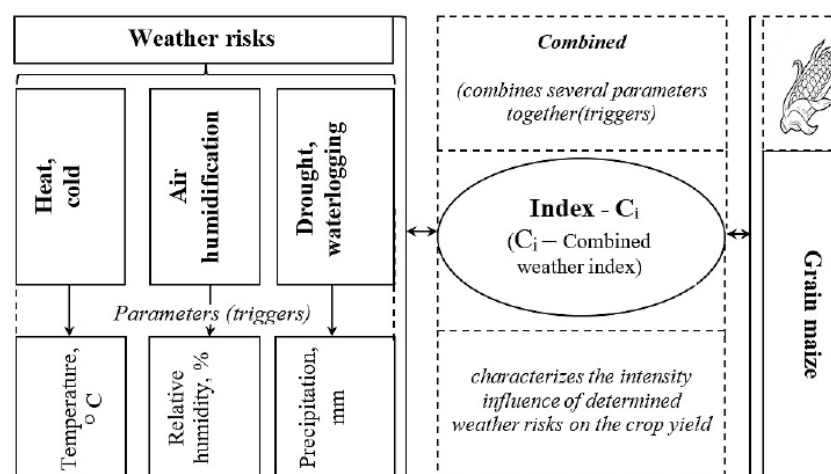 Weather risks
Heat,
cold
Air
humidification
Drought,
waterlogging
Parameters (triggers)
Temperature,
°C
Relative
humidity, %
Precipitation,
mm
Combined
(combines several parameters
together(triggers)
Index - Cᵢ
(Cᵢ – Combined
weather index)
characterizes the intensity
influence of determined
weather risks on the crop yield
Grain maize